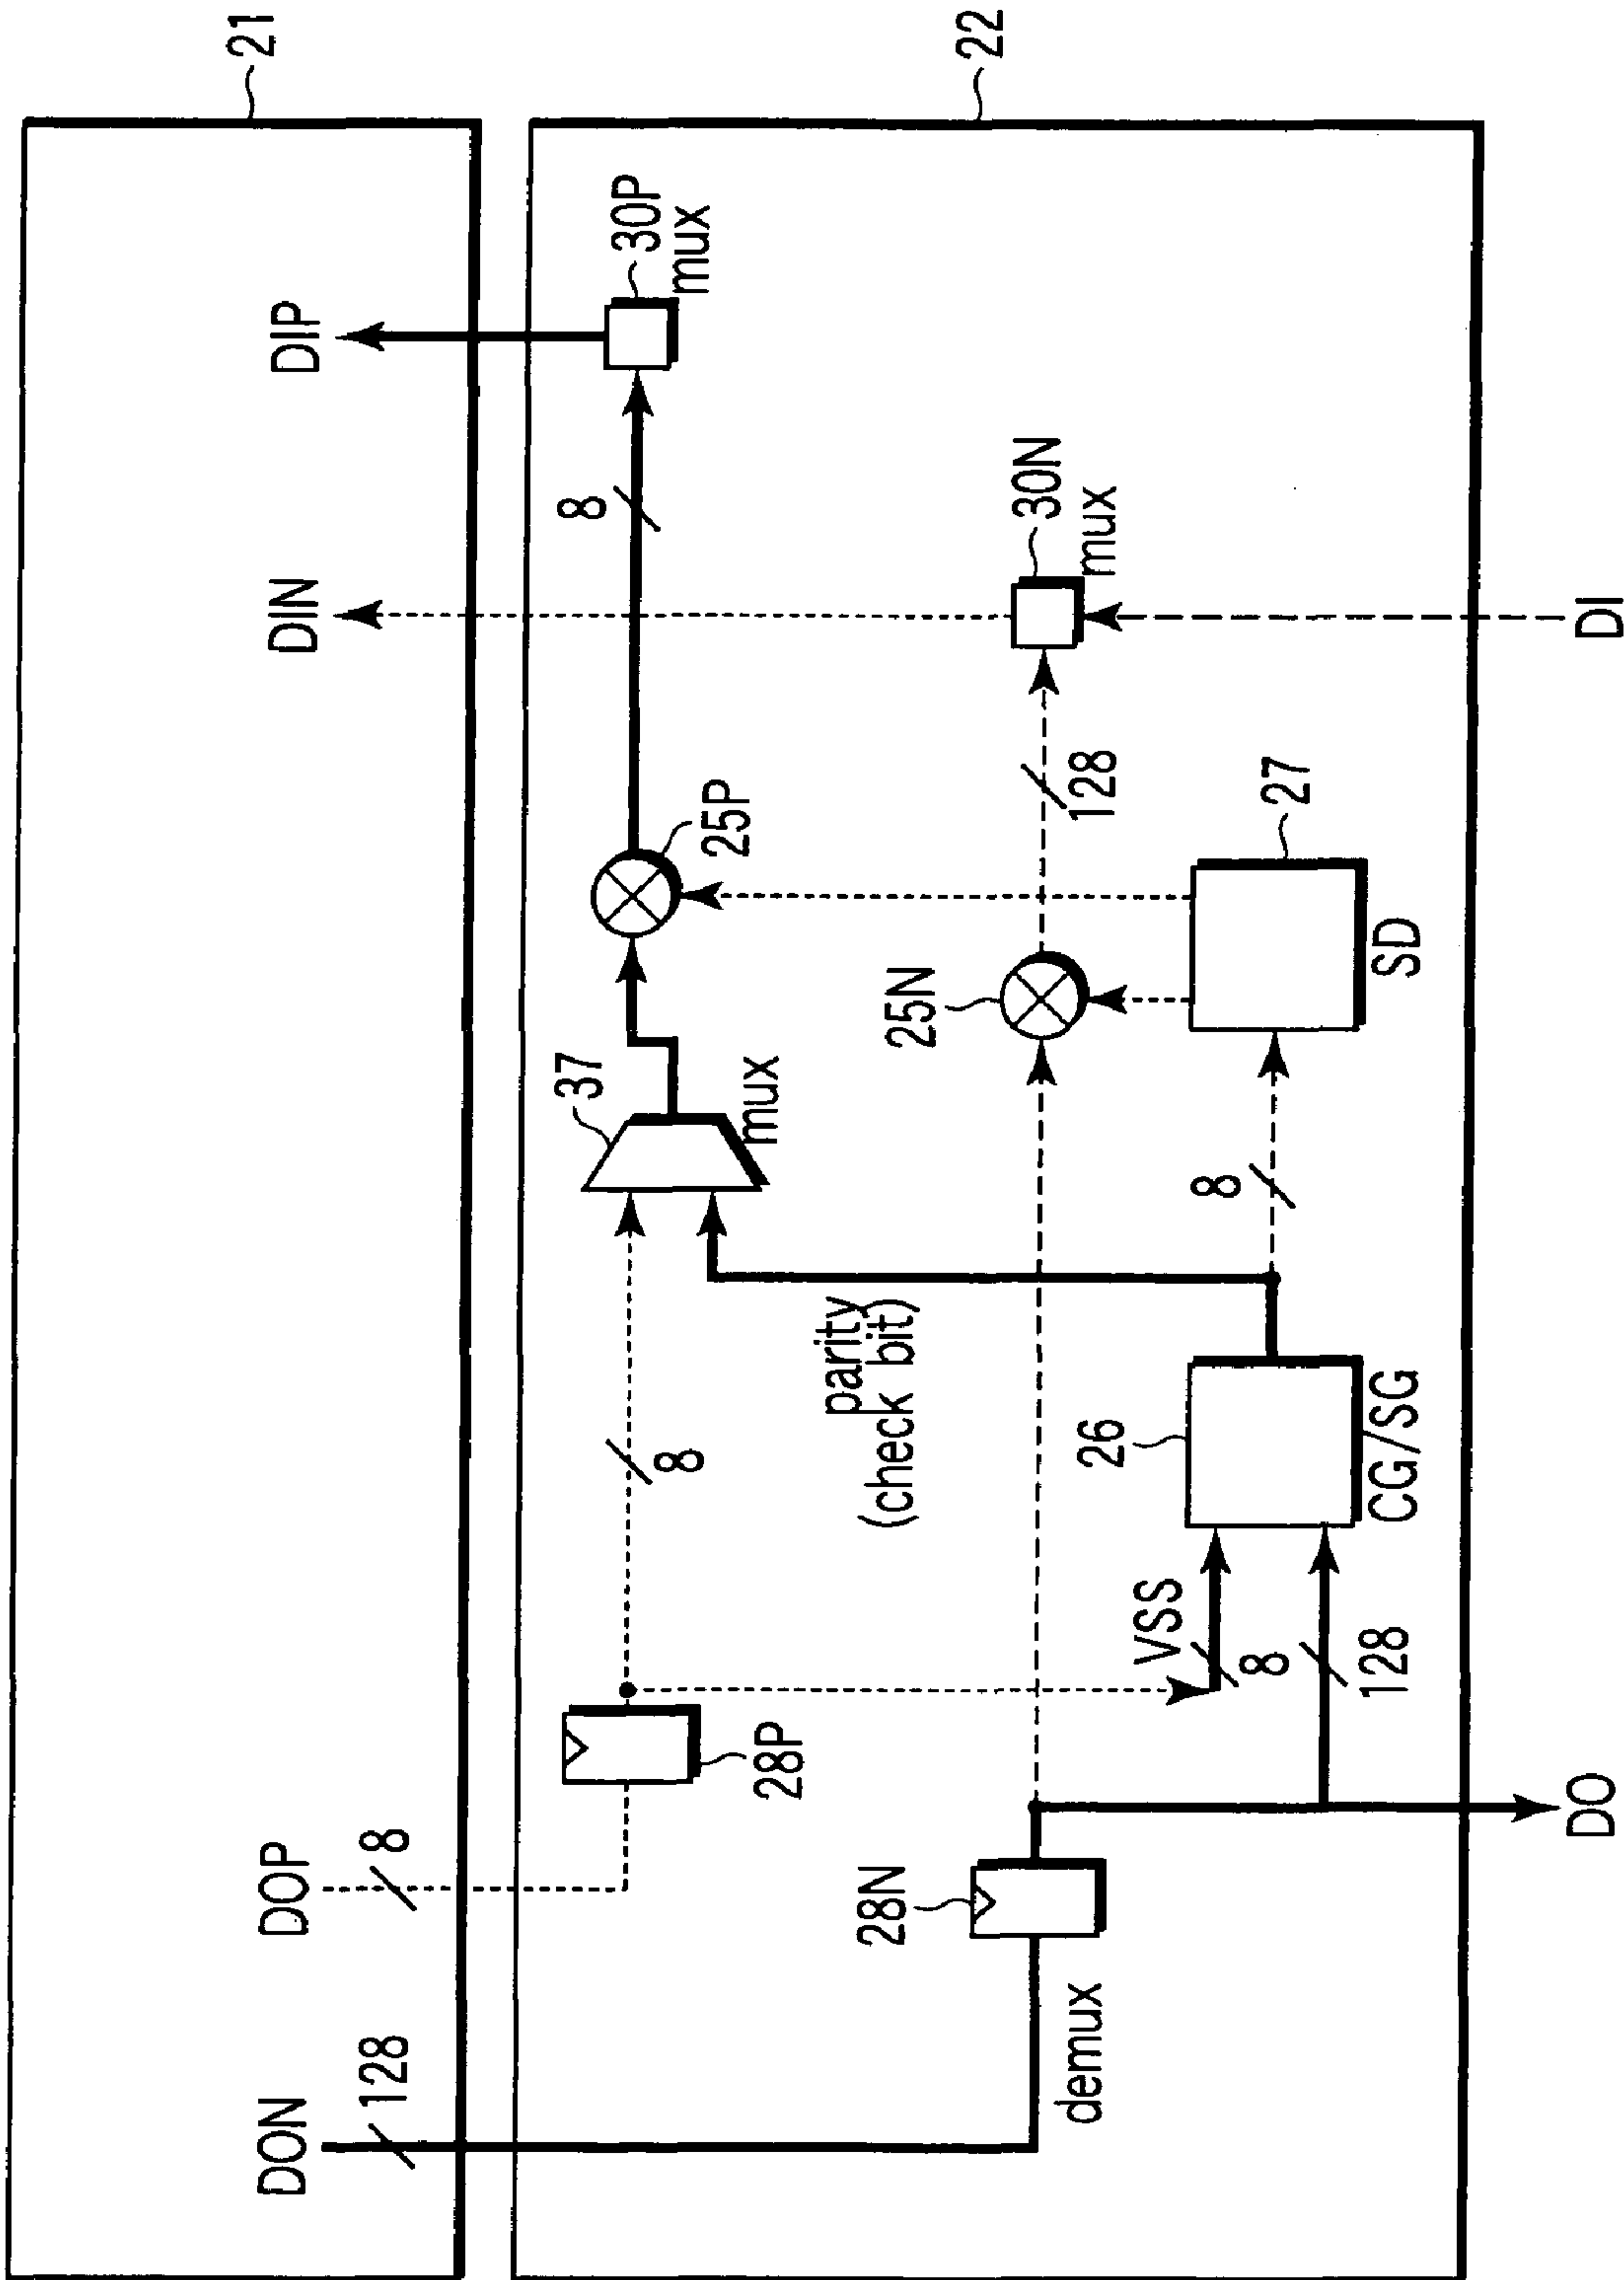 21
22
DON
128
DOP
8
DIN
DIP
28N
demux
28P
8
VSS
8
128
26
CG/SG
parity
(check bit)
37
mux
8
25N
25P
SD
27
128
8
30N
mux
30P
mux
DO
DI